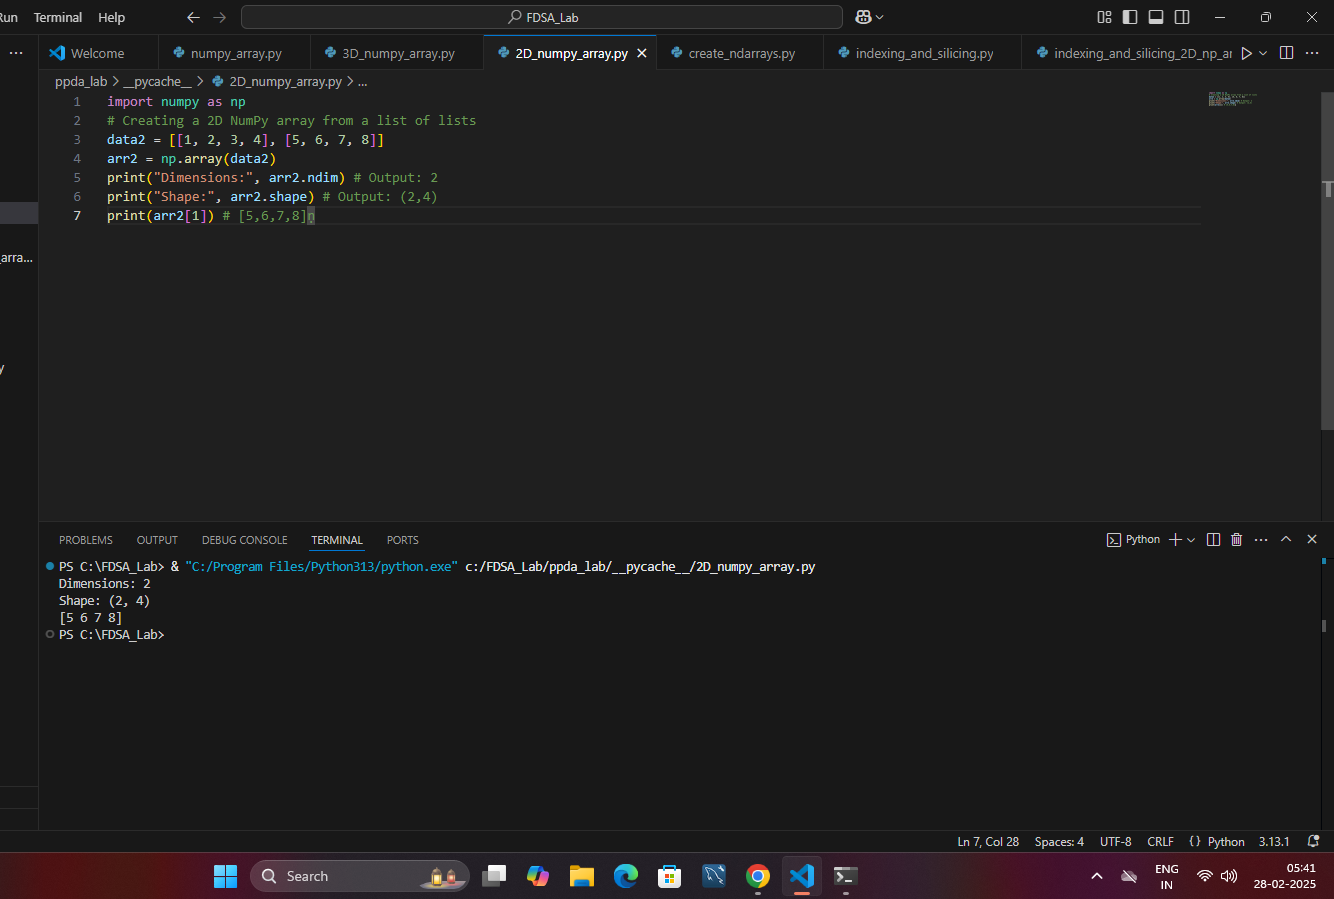 Run Terminal Help FDSA_Lab
Welcome numpy_array.py 3D_numpy_array.py 2D_numpy_array.py create_ndarrays.py indexing_and_silicing.py indexing_and_silicing_2D_np_ar
ppda_lab > __pycache__ > 2D_numpy_array.py > ...
1 import numpy as np
2 # Creating a 2D NumPy array from a list of lists
3 data2 = [[1, 2, 3, 4], [5, 6, 7, 8]]
4 arr2 = np.array(data2)
5 print("Dimensions:", arr2.ndim) # Output: 2
6 print("Shape:", arr2.shape) # Output: (2,4)
7 print(arr2[1]) # [5,6,7,8]n
_arra...
y
PROBLEMS OUTPUT DEBUG CONSOLE TERMINAL PORTS Python
PS C:\FDSA_Lab> & "C:/Program Files/Python313/python.exe" c:/FDSA_Lab/ppda_lab/__pycache__/2D_numpy_array.py
Dimensions: 2
Shape: (2, 4)
[5 6 7 8]
PS C:\FDSA_Lab>
Ln 7, Col 28 Spaces: 4 UTF-8 CRLF {} Python 3.13.1
Search
ENG
IN
05:41
28-02-2025